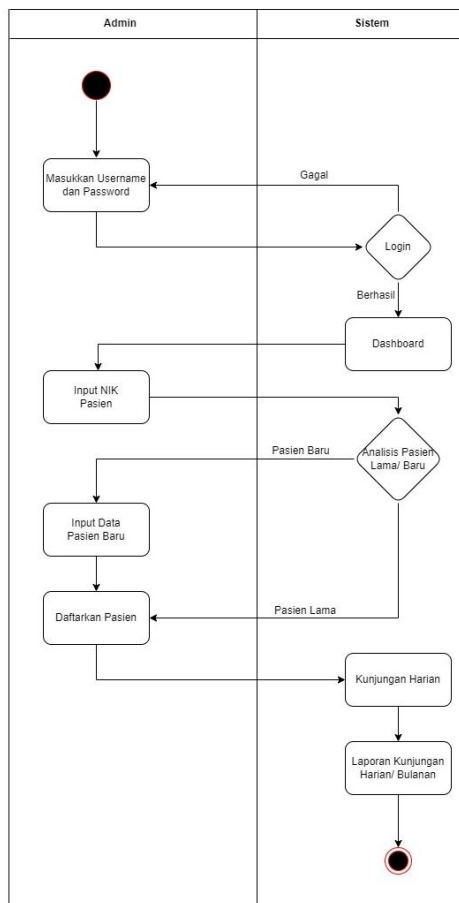 Admin
Sistem
Masukkan Username
dan Password
Gagal
Login
Berhasil
Dashboard
Input NIK
Pasien
Pasien Baru
Analisis Pasien
Lama/ Baru
Input Data
Pasien Baru
Daftarkan Pasien
Pasien Lama
Kunjungan Harian
Laporan Kunjungan
Harian/ Bulanan